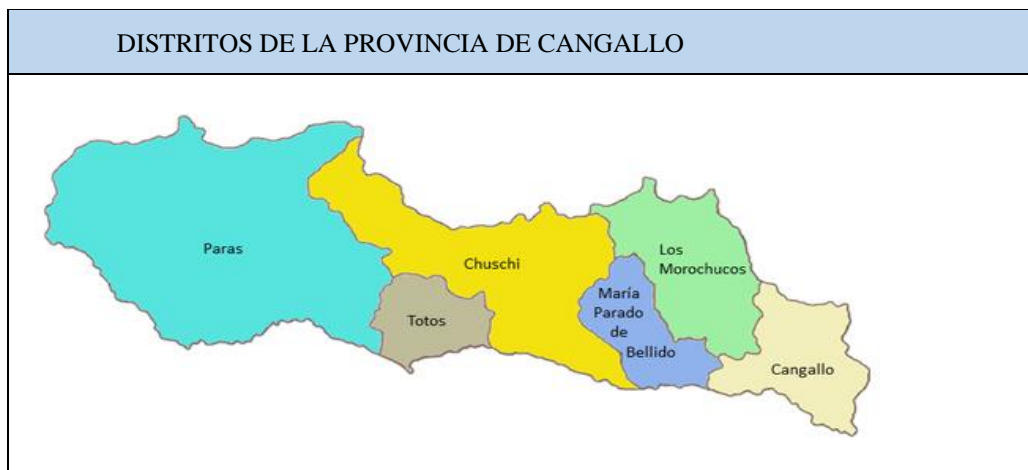 DISTRITOS DE LA PROVINCIA DE CANGALLO
Paras
Chuschi
Los
Morochucos
Totos
María
Parado
de
Bellido
Cangallo